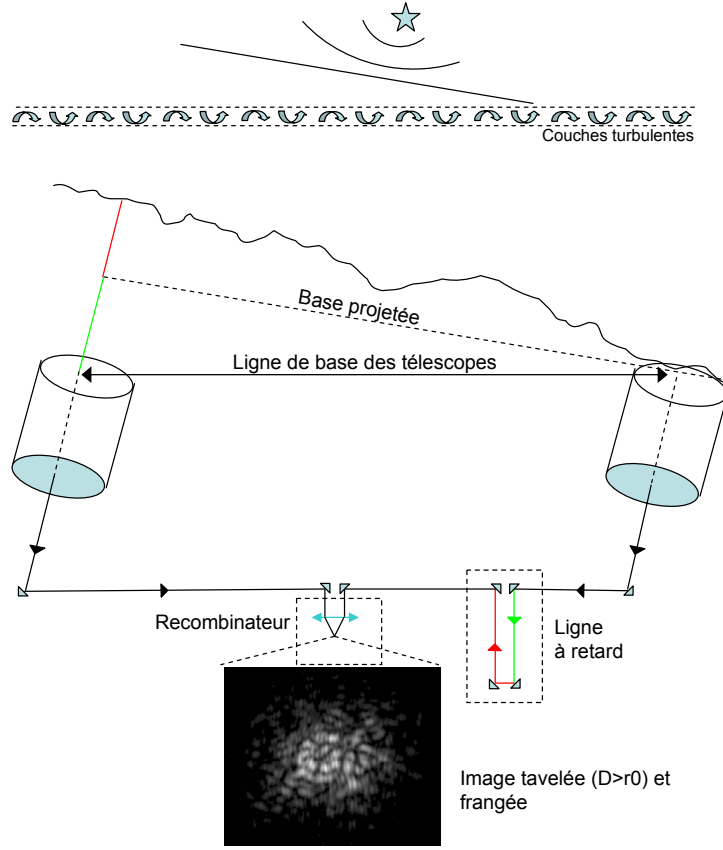 Couches turbulentes
Base projetée
Ligne de base des télescopes
Recombinateur
Ligne
à retard
Image tavelée (D>r0) et
frangée